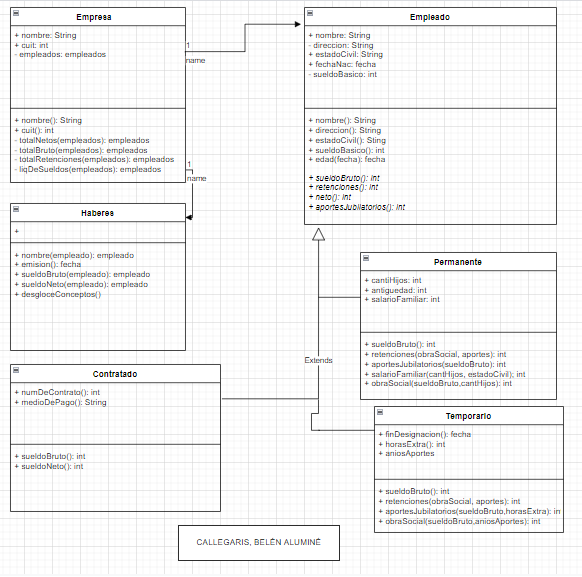 Empresa
+ nombre: String
+ cuit: int
- empleados: empleados
+ nombre(): String
+ cuit(): int
- totalNetos(empleados): empleados
- totalBruto(empleados): empleados
- totalRetenciones(empleados): empleados
- liqDeSueldos(empleados): empleados
1
name
1
name
Empleado
+ nombre: String
- direccion: String
+ estadoCivil: String
+ fechaNac: fecha
- sueldoBasico: int
+ nombre(): String
+ direccion(): String
+ estadoCivil(): String
+ sueldoBasico(): int
+ edad(fecha): fecha
+ sueldoBruto(): int
+ retenciones(): int
+ neto(): int
+ aportesJubilatorios(): int
Haberes
+
+ nombre(empleado): empleado
+ emision(): fecha
+ sueldoBruto(empleado): empleado
+ sueldoNeto(empleado): empleado
+ desgloceConceptos()
Permanente
+ cantiHijos: int
+ antiguedad: int
+ salarioFamiliar: int
+ sueldoBruto(): int
+ retenciones(obraSocial, aportes): int
+ aportesJubilatorios(sueldoBruto): int
+ salarioFamiliar(cantHijos, estadoCivil); int
+ obraSocial(sueldoBruto,cantHijos): int
Extends
Contratado
+ numDeContrato(): int
+ medioDePago(): String
+ sueldoBruto(): int
+ sueldoNeto(): int
Temporario
+ finDesignacion(): fecha
+ horasExtra(): int
+ aniosAportes
+ sueldoBruto(): int
+ retenciones(obraSocial, aportes): int
+ aportesJubilatorios(sueldoBruto,horasExtra): in
+ obraSocial(sueldoBruto,aniosAportes): int
CALLEGARIS, BELÉN ALUMINÉ